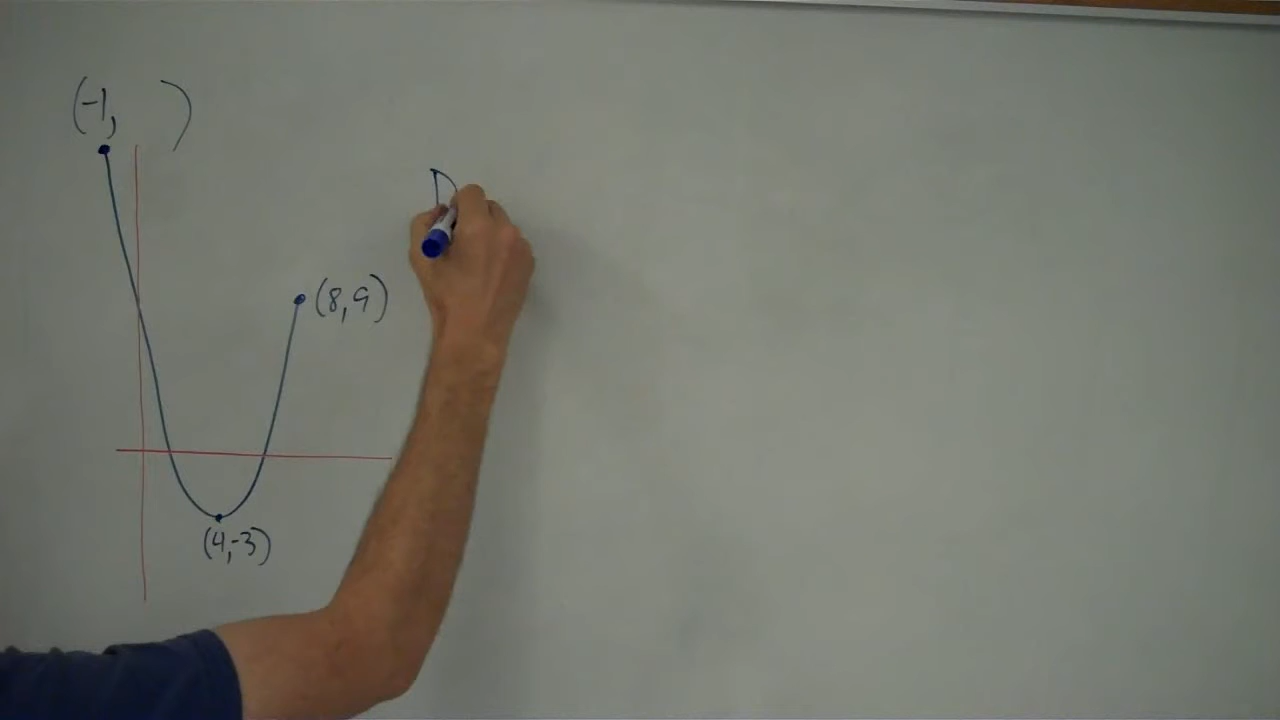 (-1, )
D
(8,9)
(4,-3)